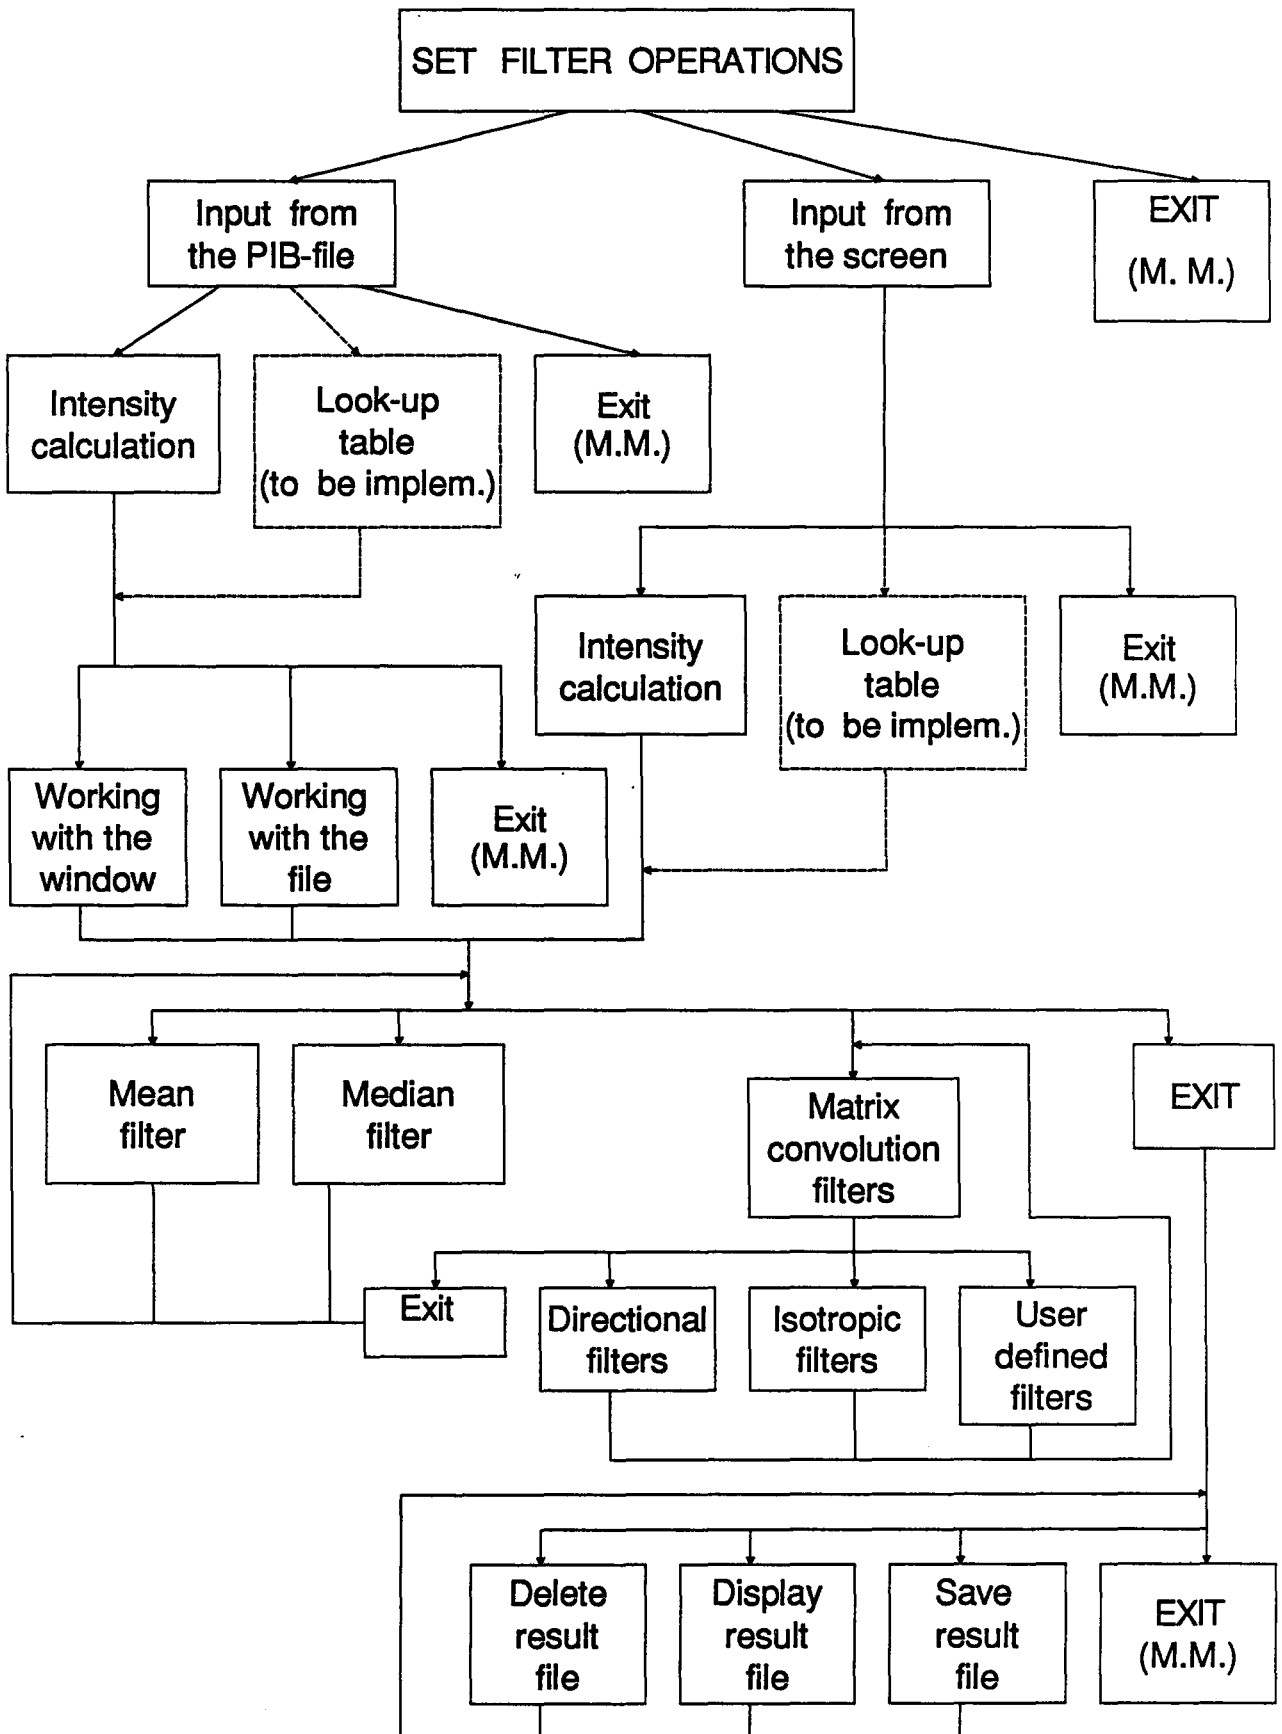 SET FILTER OPERATIONS
Input from
the PIB-file
Input from
the screen
EXIT
(M. M.)
Intensity
calculation
Look-up
table
(to be implem.)
Exit
(M.M.)
Intensity
calculation
Look-up
table
(to be implem.)
Exit
(M.M.)
Working
with the
window
Working
with the
file
Exit
(M.M.)
Mean
filter
Median
filter
Matrix
convolution
filters
EXIT
Exit
Directional
filters
Isotropic
filters
User
defined
filters
Delete
result
file
Display
result
file
Save
result
file
EXIT
(M.M.)